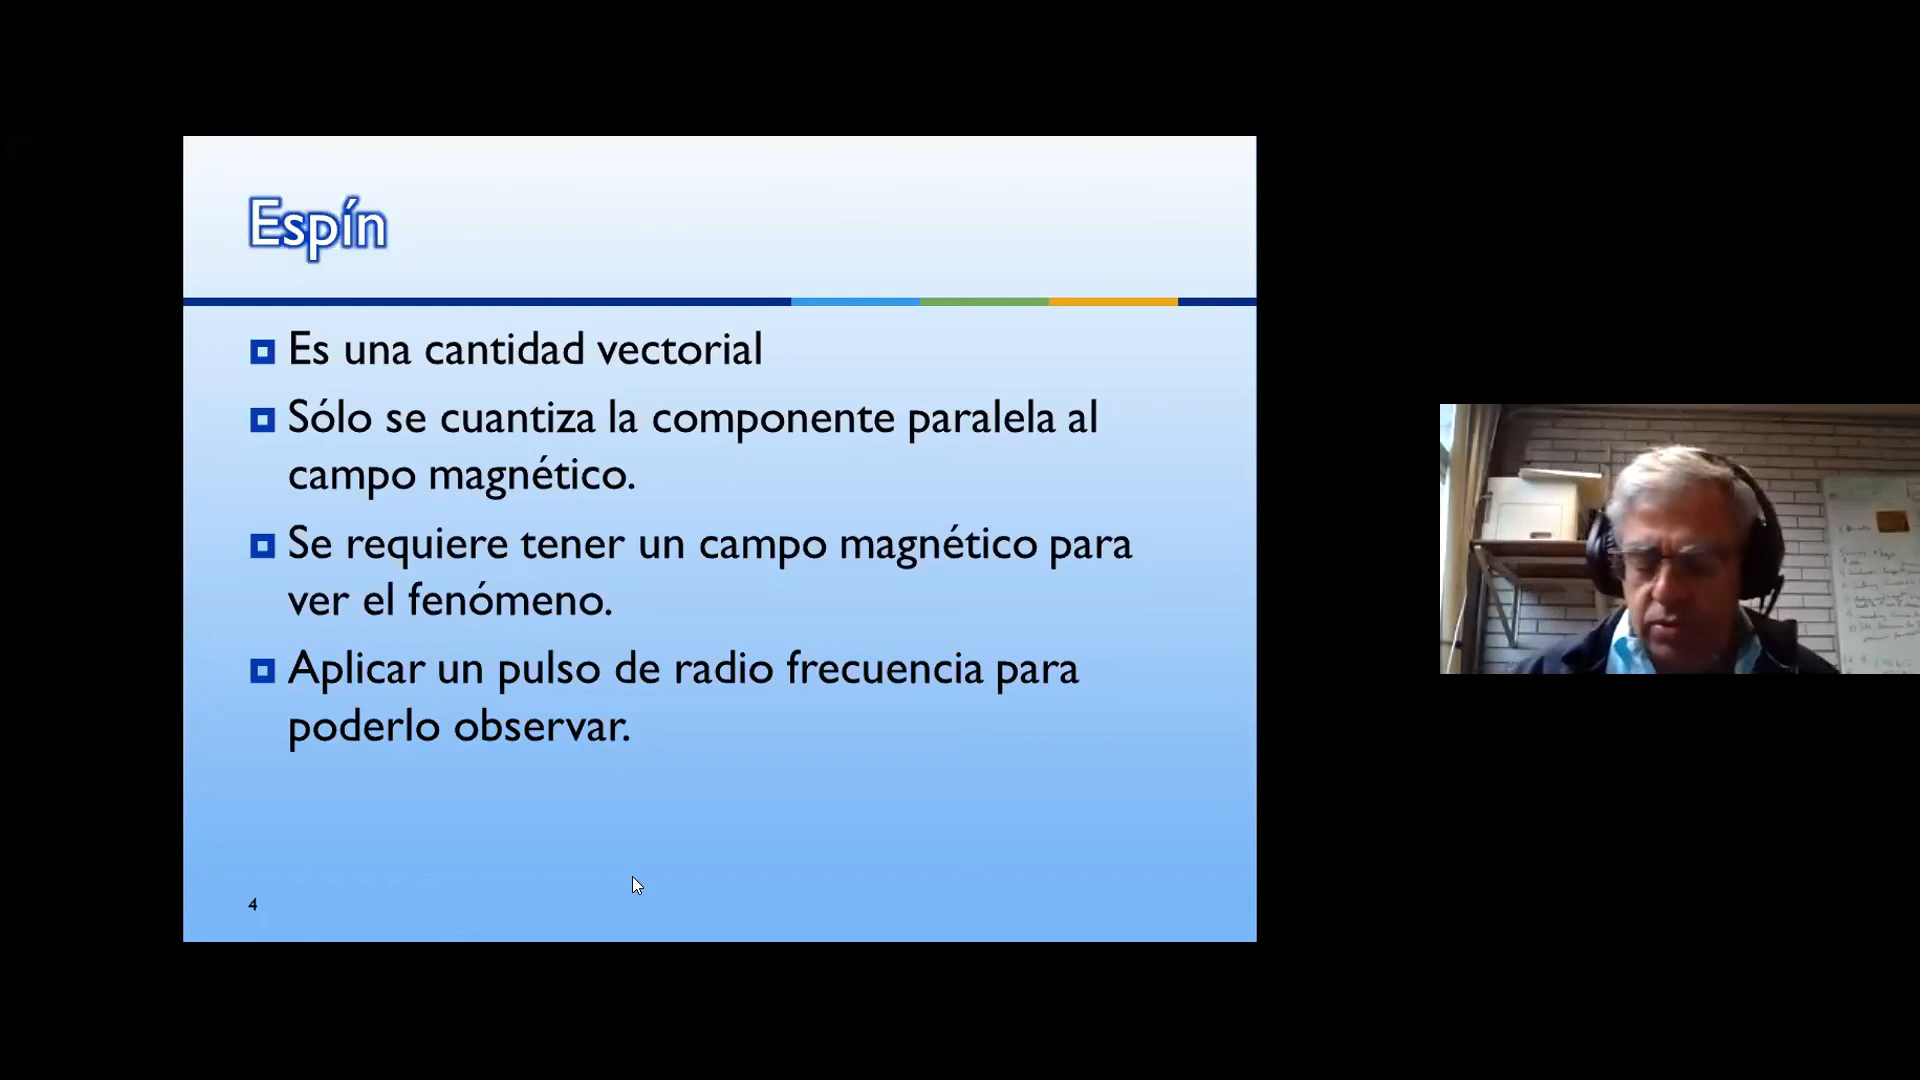 Espín
Es una cantidad vectorial
Sólo se cuantiza la componente paralela al
campo magnético.
Se requiere tener un campo magnético para
ver el fenómeno.
Aplicar un pulso de radio frecuencia para
poderlo observar.
4